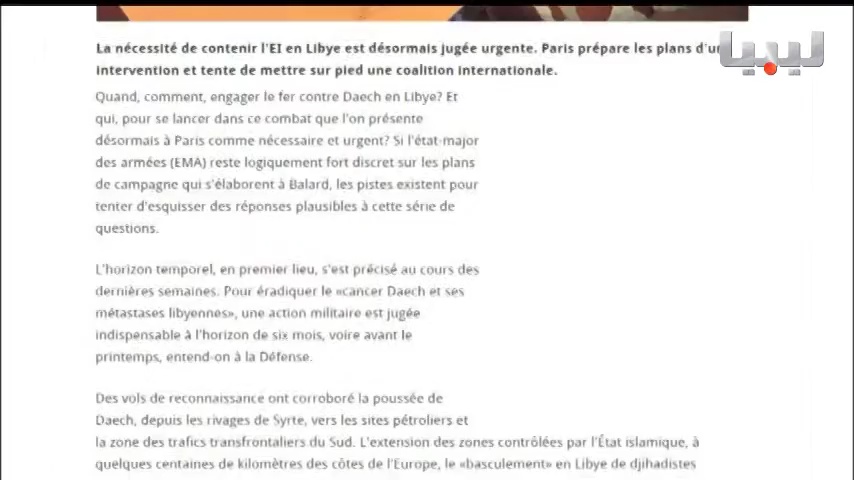 La nécessité de contenir l'EI en Libye est désormais jugée urgente. Paris prépare les plans d'un
ليبيا
intervention et tente de mettre sur pied une coalition internationale.
Quand, comment, engager le fer contre Daech en Libye? Et
qui, pour se lancer dans ce combat que l'on présente
désormais à Paris comme nécessaire et urgent? Si l'état-major
des armées (EMA) reste logiquement fort discret sur les plans
de campagne qui s'élaborent à Balard, les pistes existent pour
tenter d'esquisser des réponses plausibles à cette série de
questions.
L'horizon temporel, en premier lieu, s'est précisé au cours des
dernières semaines. Pour éradiquer le «cancer Daech et ses
métastases libyennes», une action militaire est jugée
indispensable à l'horizon de six mois, voire avant le
printemps, entend-on à la Défense.
Des vols de reconnaissance ont corroboré la poussée de
Daech, depuis les rivages de Syrte, vers les sites pétroliers et
la zone des trafics transfrontaliers du Sud. L'extension des zones contrôlées par l'État islamique, à
quelques centaines de kilomètres des côtes de l'Europe, le «basculement» en Libye de djihadistes